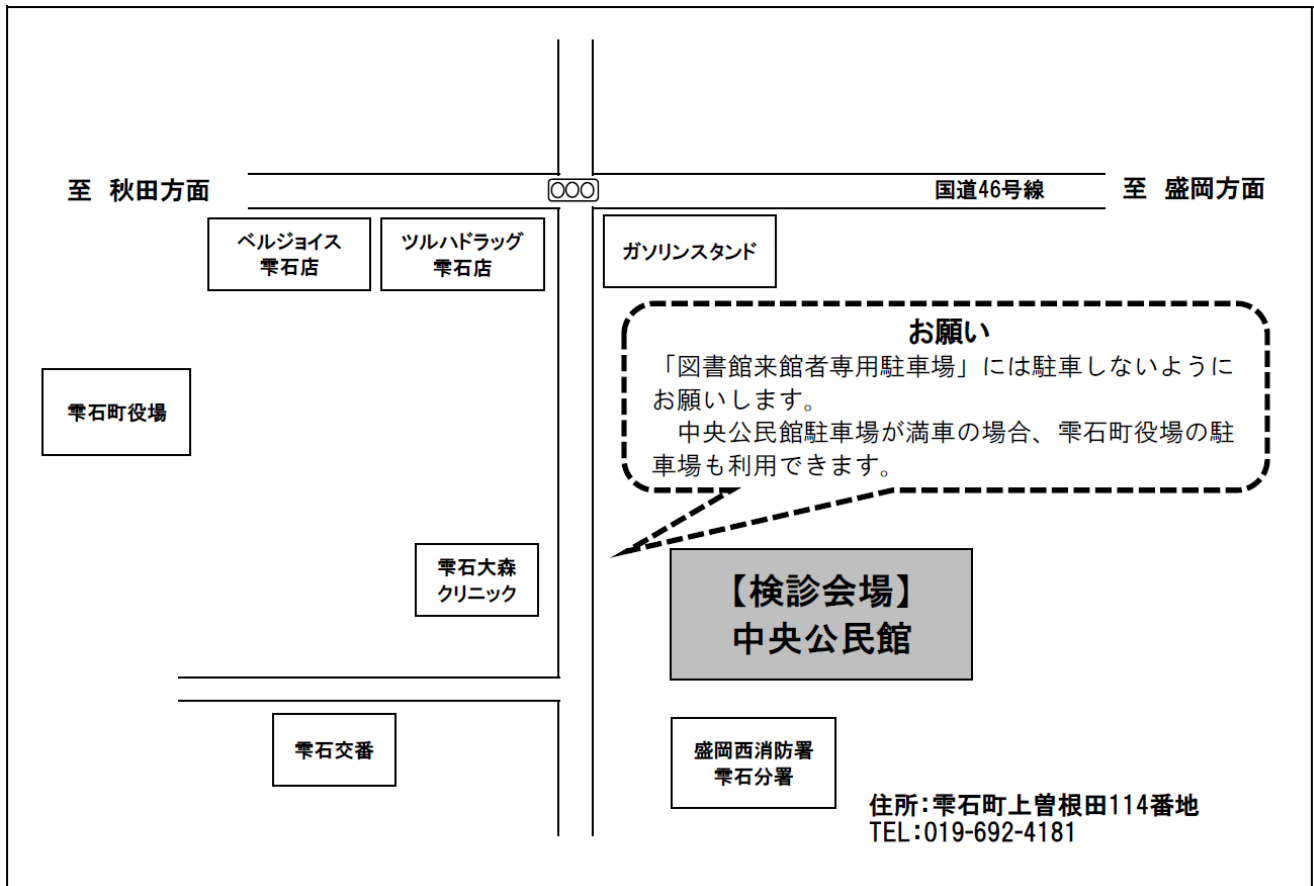 至 秋田方面
国道46号線
至 盛岡方面
ベルジョイス
雫石店
ツルハドラッグ
雫石店
ガソリンスタンド
お願い
「図書館来館者専用駐車場」には駐車しないように
お願いします。
中央公民館駐車場が満車の場合、雫石町役場の駐
車場も利用できます。
雫石町役場
雫石大森
クリニック
【検診会場】
中央公民館
雫石交番
盛岡西消防署
雫石分署
住所:雫石町上曽根田114番地
TEL:019-692-4181